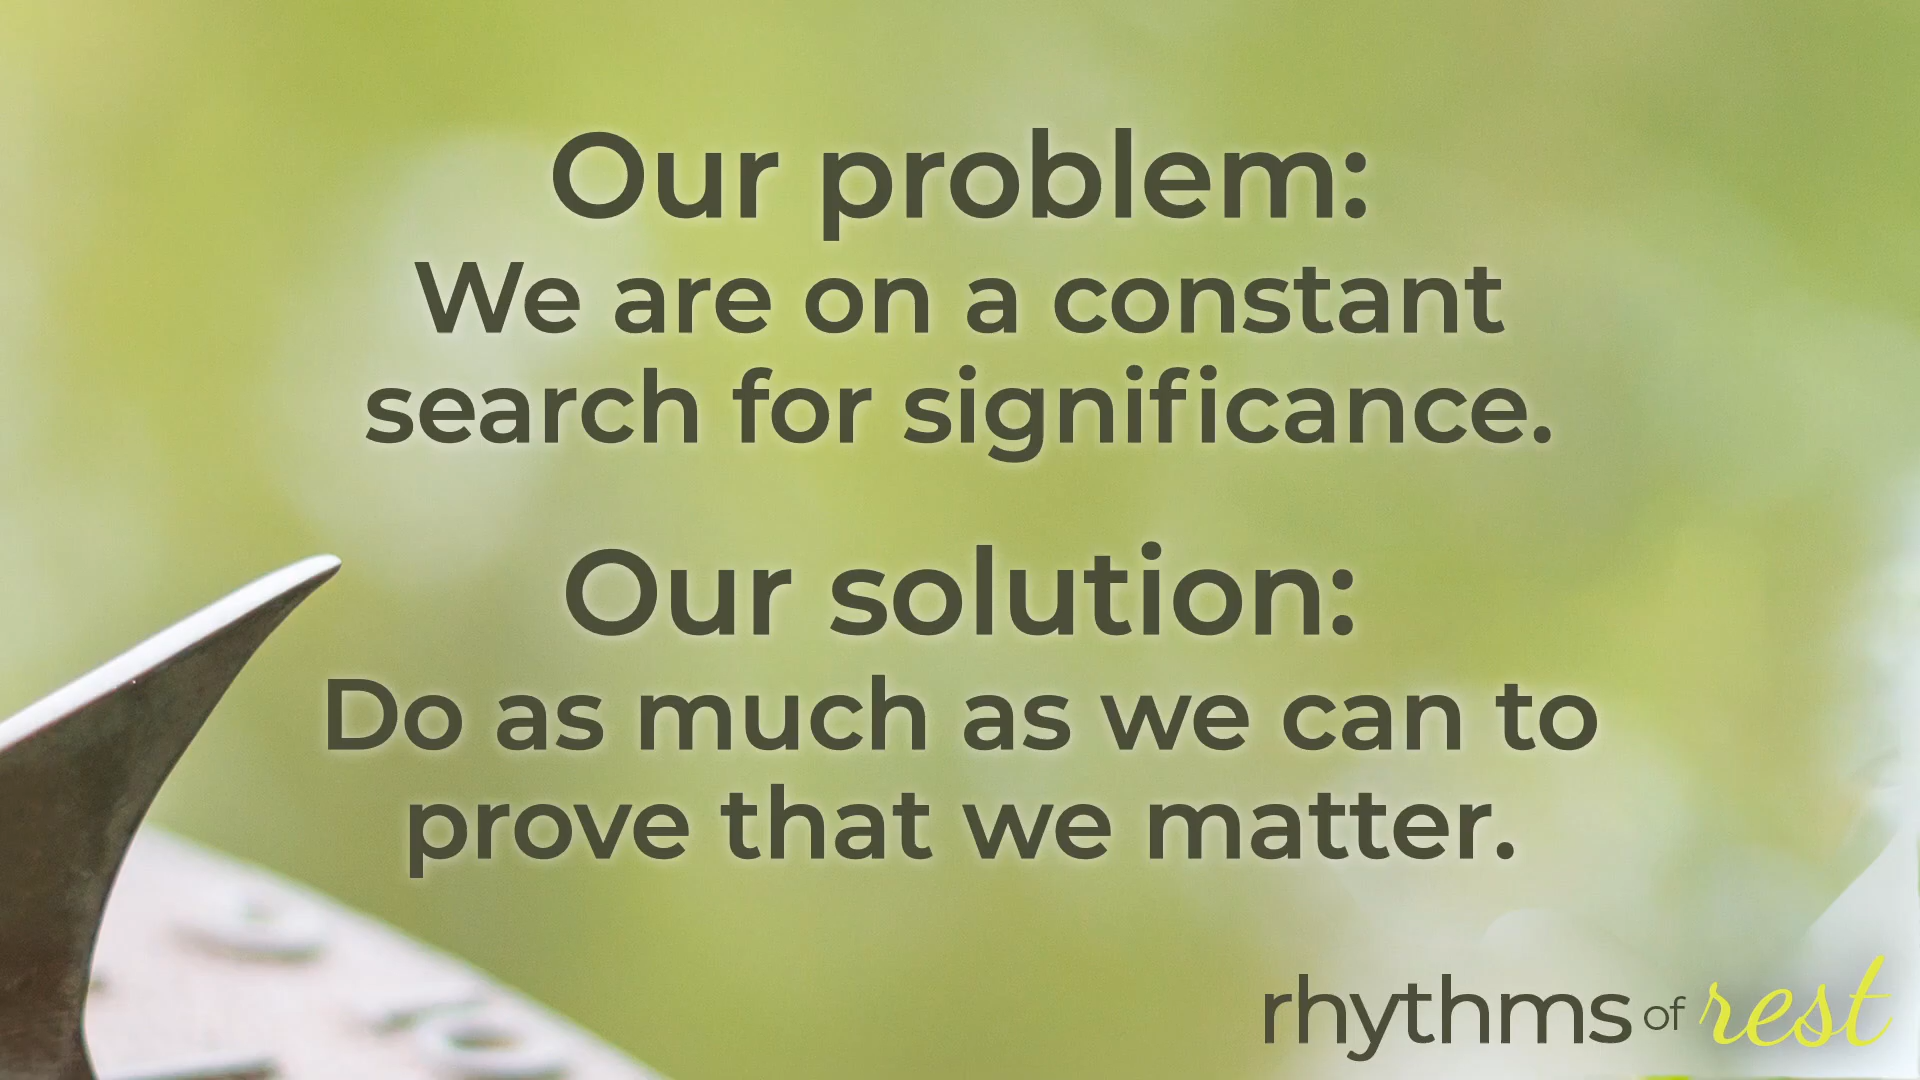 Our problem:
We are on a constant
search for significance.
Our solution:
Do as much as we can to
prove that we matter.
rhythms of rest